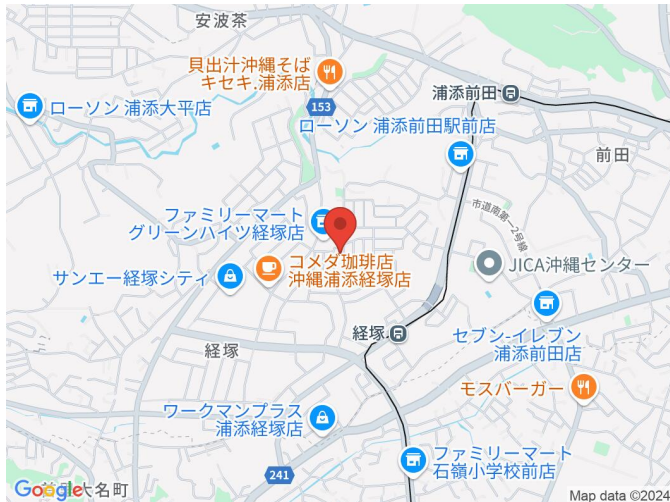 安波茶
貝出汁沖縄そば
キセキ.浦添店
浦添前田
ローソン 浦添大平店
153
ローソン 浦添前田駅前店
前田
市道南第一2号線
ファミリーマート
グリーンハイツ経塚店
コメダ珈琲店
沖縄浦添経塚店
JICA沖縄センター
サンエー経塚シティ
経塚
セブン-イレブン
浦添前田店
経塚
モスバーガー
ワークマンプラス
浦添経塚店
241
ファミリーマート
石嶺小学校前店
大名町
Google
Map data ©2024